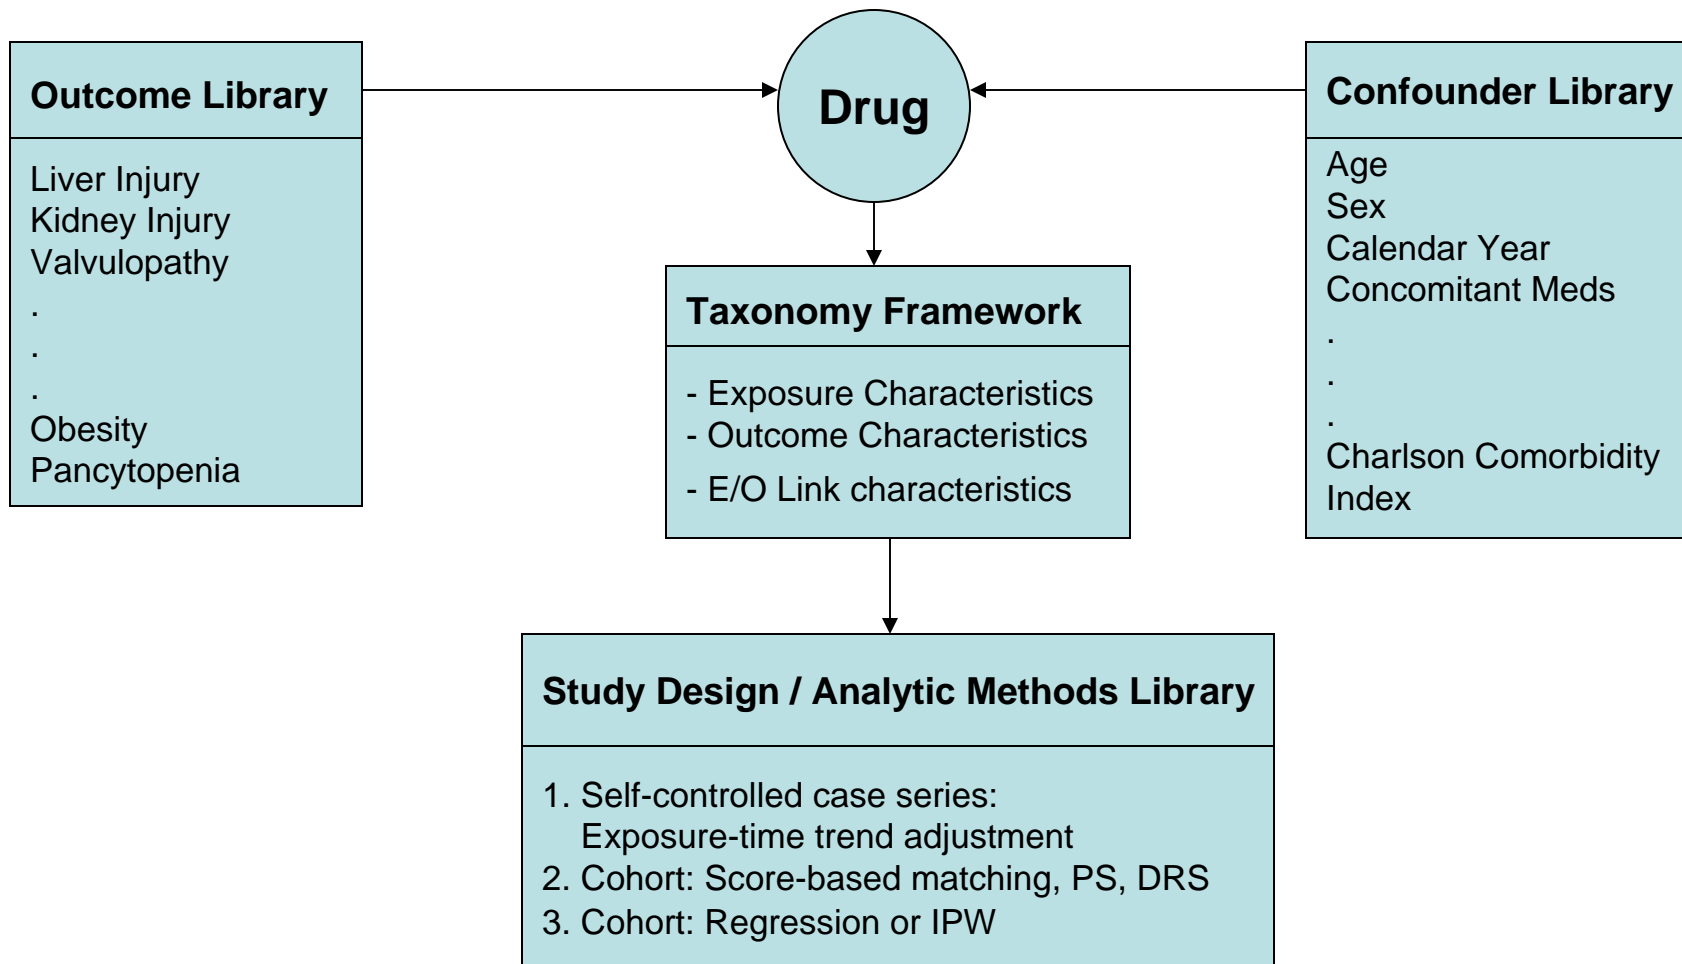 Outcome Library
Liver Injury
Kidney Injury
Valvulopathy
.
.
.
Obesity
Pancytopenia
Drug
Confounder Library
Age
Sex
Calendar Year
Concomitant Meds
.
.
.
Charlson Comorbidity
Index
Taxonomy Framework
- Exposure Characteristics
- Outcome Characteristics
- E/O Link characteristics
Study Design / Analytic Methods Library
1. Self-controlled case series:
Exposure-time trend adjustment
2. Cohort: Score-based matching, PS, DRS
3. Cohort: Regression or IPW